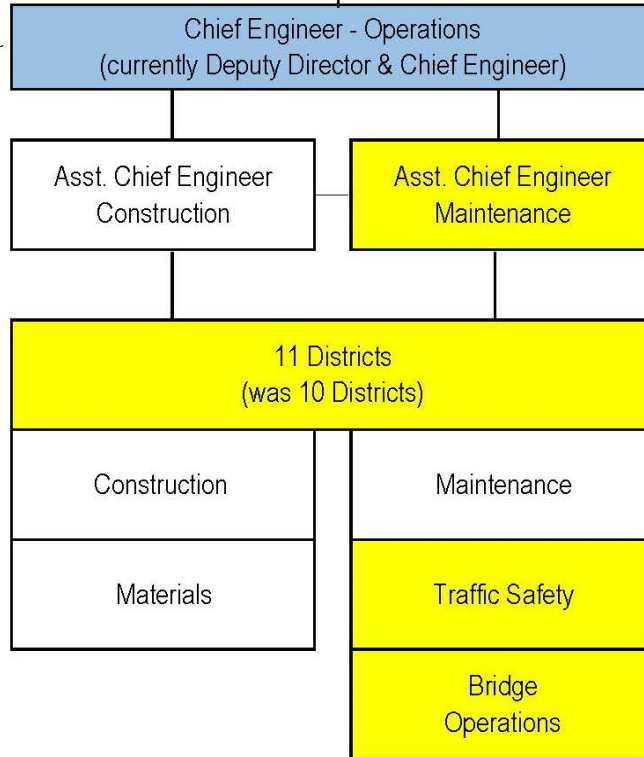 Chief Engineer - Operations
(currently Deputy Director & Chief Engineer)
Asst. Chief Engineer
Construction
Asst. Chief Engineer
Maintenance
11 Districts
(was 10 Districts)
Construction
Maintenance
Materials
Traffic Safety
Bridge
Operations